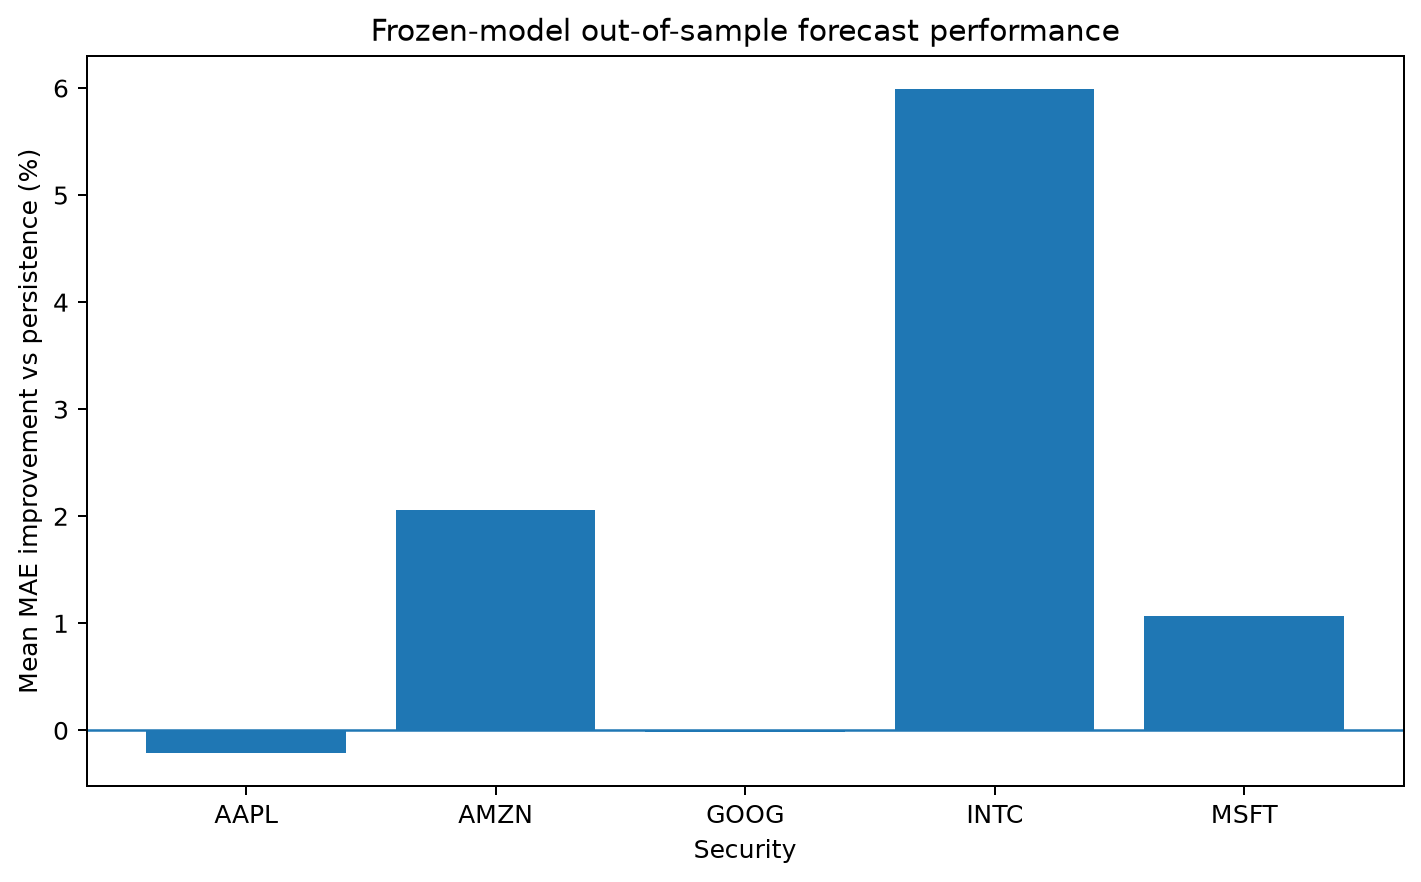 Frozen-model out-of-sample forecast performance
Mean MAE improvement vs persistence (%)
6
5
4
3
2
1
0
AAPL AMZN GOOG INTC MSFT
Security